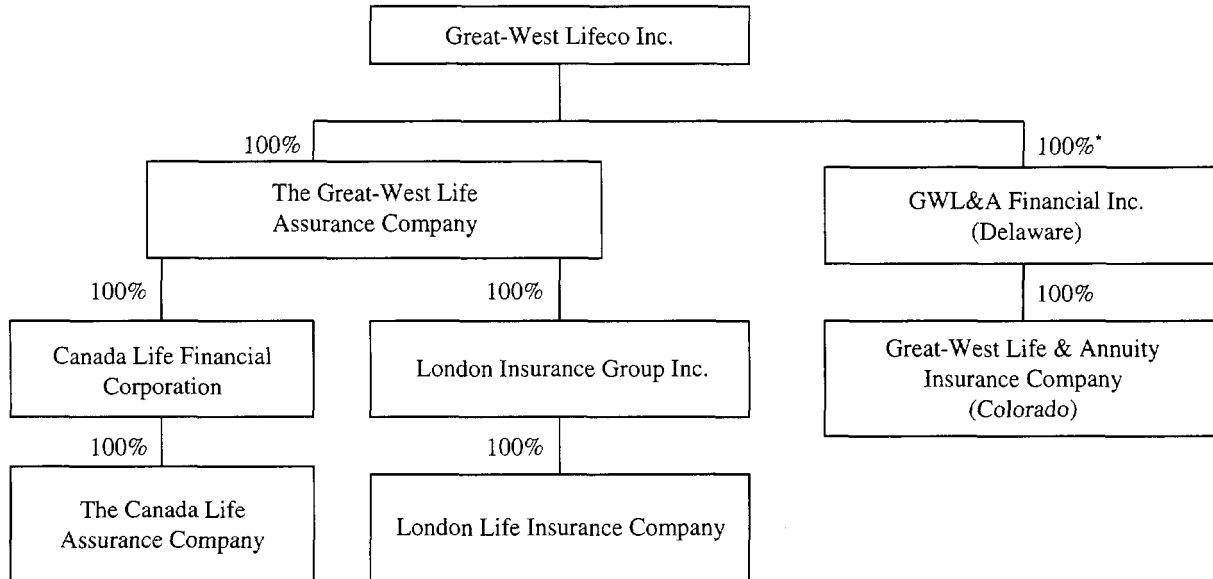 Great-West Lifeco Inc.
100%
100%*
The Great-West Life
Assurance Company
GWL&A Financial Inc.
(Delaware)
100%
100%
100%
Canada Life Financial
Corporation
London Insurance Group Inc.
Great-West Life & Annuity
Insurance Company
(Colorado)
100%
100%
The Canada Life
Assurance Company
London Life Insurance Company